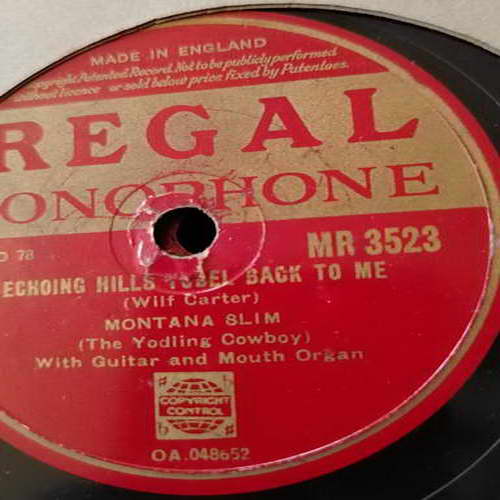 MADE IN ENGLAND
Copyright Patented Record. Not to be publicly performed
without licence or sold below price fixed by Patentees.
REGAL
ONOPHONE
D 78
MR 3523
ECHOING HILLS YODEL BACK TO ME
(Wilf Carter)
MONTANA SLIM
(The Yodling Cowboy)
With Guitar and Mouth Organ
COPYRIGHT
CONTROL
OA.048652